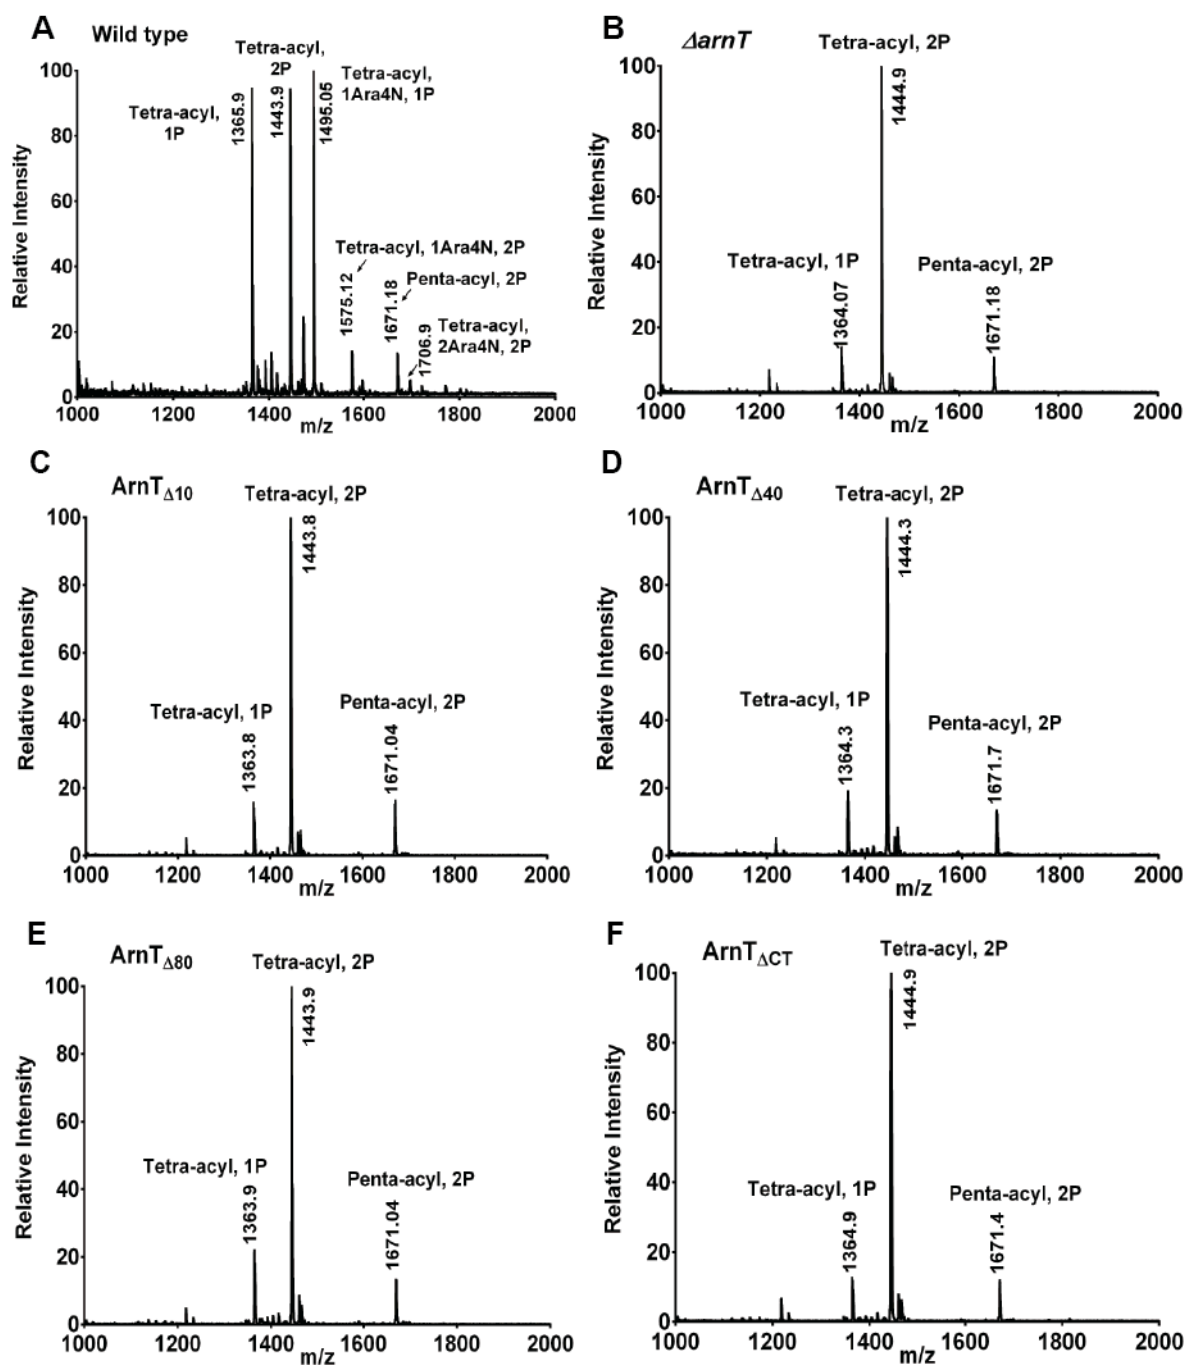 A
Wild type
Tetra-acyl,
2P
Tetra-acyl,
1P
Tetra-acyl,
1Ara4N, 1P
1365.9
1443.9
1495.05
Tetra-acyl, 1Ara4N, 2P
1575.12
1671.18
Penta-acyl, 2P
1706.9
Tetra-acyl,
2Ara4N, 2P
Relative Intensity
100
80
60
40
20
0
1000 1200 1400 1600 1800 2000
m/z
B
ΔarnT
Tetra-acyl, 2P
1444.9
Tetra-acyl, 1P
1364.07
Penta-acyl, 2P
1671.18
Relative Intensity
100
80
60
40
20
0
1000 1400 1600 1800 2000
m/z
C
ArnTΔ10
Tetra-acyl, 2P
1443.8
Tetra-acyl, 1P
1363.8
Penta-acyl, 2P
1671.04
Relative Intensity
100
80
60
40
20
0
1000 1200 1400 1600 1800 2000
m/z
D
ArnTΔ40
Tetra-acyl, 2P
1444.3
Tetra-acyl, 1P
1364.3
Penta-acyl, 2P
1671.7
Relative Intensity
100
80
60
40
20
0
1000 1200 1400 1600 1800 2000
m/z
E
ArnTΔ80
Tetra-acyl, 2P
1443.9
Tetra-acyl, 1P
1363.9
Penta-acyl, 2P
1671.04
Relative Intensity
100
80
60
40
20
0
1000 1200 1400 1600 1800 2000
m/z
F
ArnTΔCT
Tetra-acyl, 2P
1444.9
Tetra-acyl, 1P
1364.9
Penta-acyl, 2P
1671.4
Relative Intensity
100
80
60
40
20
0
1000 1200 1400 1600 1800 2000
m/z